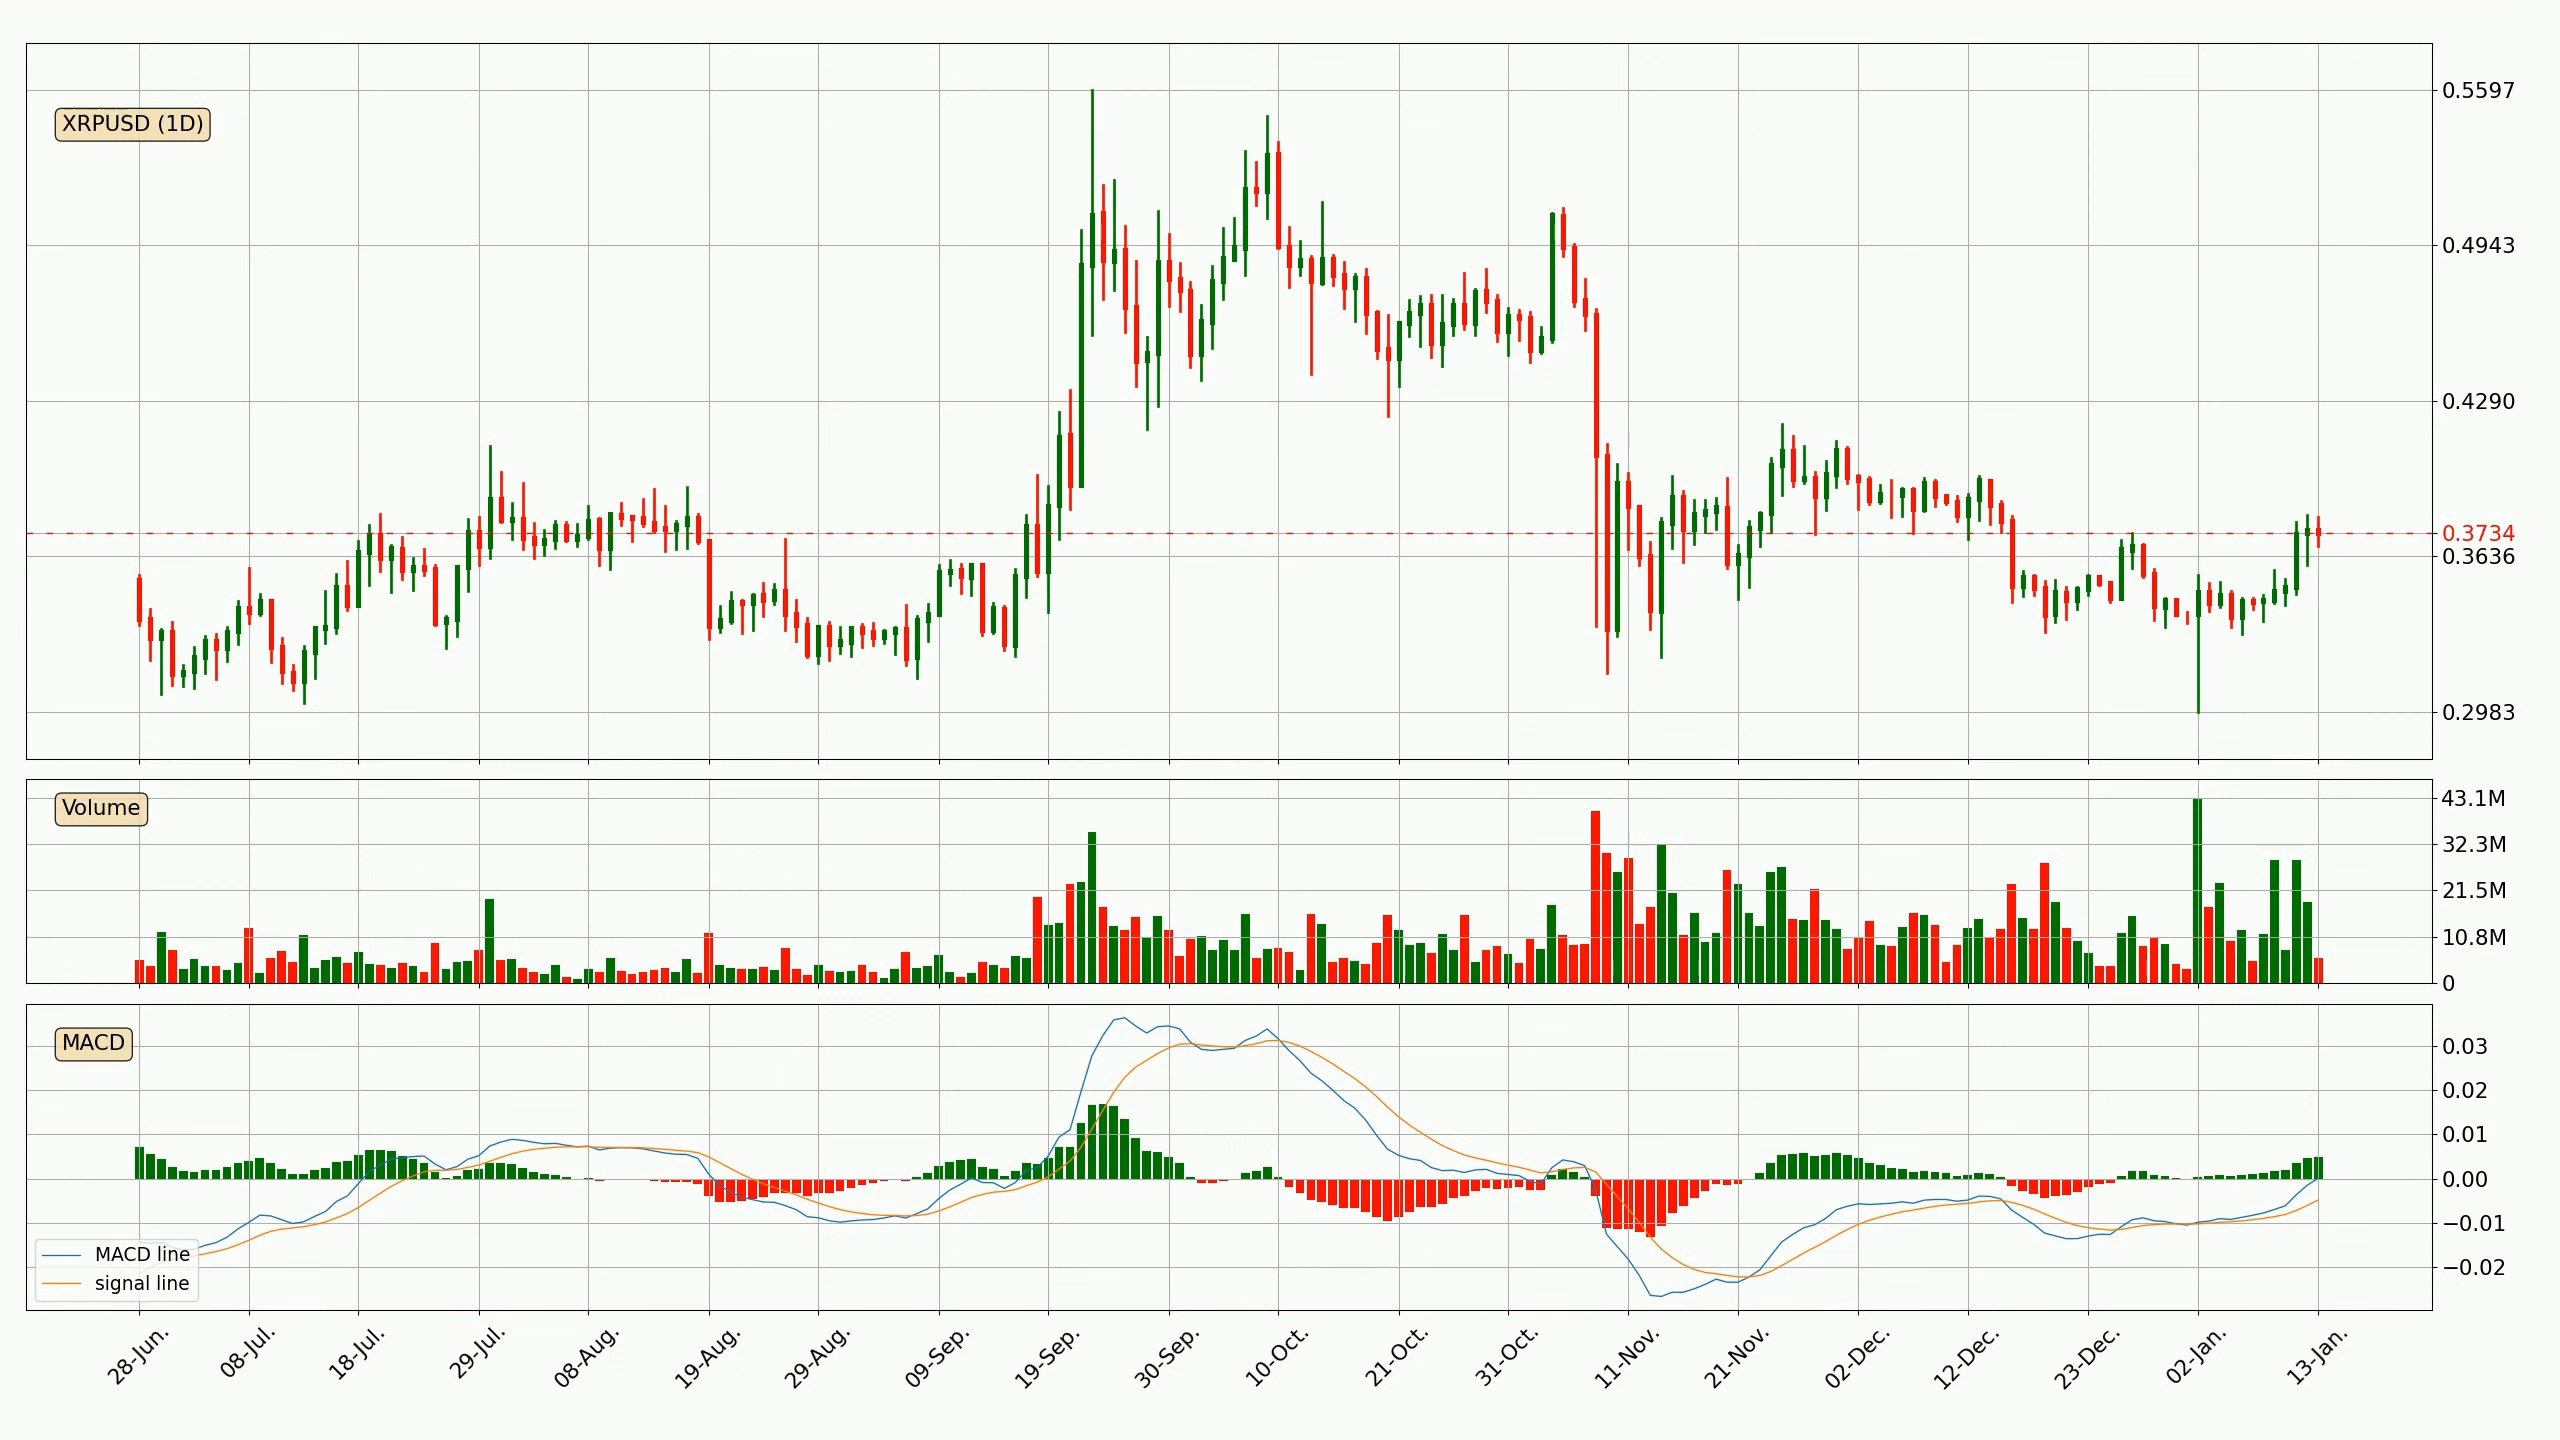 XRPUSD (1D)
0.5597
0.4943
0.4290
0.3734
0.3636
0.2983
Volume
43.1M
32.3M
21.5M
10.8M
0
MACD
0.03
0.02
0.01
0.00
−0.01
−0.02
MACD line
signal line
28-Jun.
08-Jul.
18-Jul.
29-Jul.
08-Aug.
19-Aug.
29-Aug.
09-Sep.
19-Sep.
30-Sep.
10-Oct.
21-Oct.
31-Oct.
11-Nov.
21-Nov.
02-Dec.
12-Dec.
23-Dec.
02-Jan.
13-Jan.